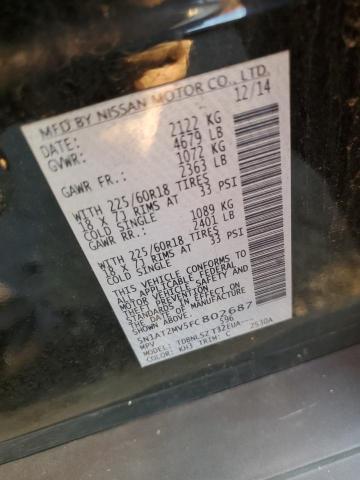 MFD BY NISSAN MOTOR CO., LTD.
DATE: 12/14
GVWR: 2122 KG
4679 LB
GAWR FR.: 1072 KG
2363 LB
WITH 225/60R18 TIRES
18 X 7J RIMS AT 33 PSI
COLD SINGLE
GAWR RR.: 1089 KG
2401 LB
WITH 225/60R18 TIRES
18 X 7J RIMS AT 33 PSI
COLD SINGLE
THIS VEHICLE CONFORMS TO
ALL APPLICABLE FEDERAL
MOTOR VEHICLE SAFETY AND
THEFT PREVENTION
STANDARDS IN EFFECT ON
THE DATE OF MANUFACTURE
SHOWN ABOVE.
5N1AT2MV5FC802687
MPV 596
MODEL:
COLOR: KH3 TRIM: C 2530A